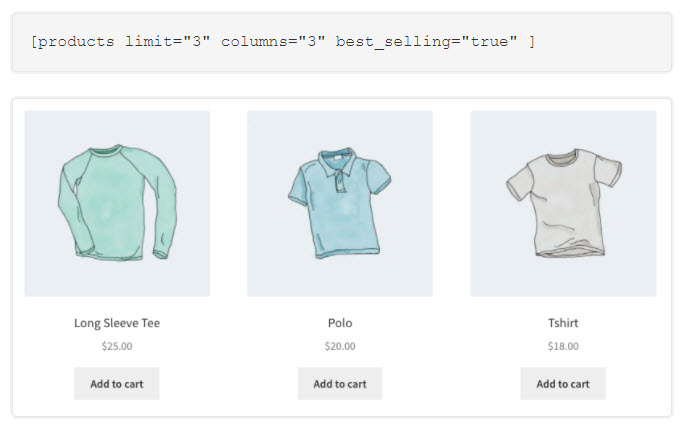 [products limit="3" columns="3" best_selling="true" ]
Long Sleeve Tee
$25.00
Add to cart
Polo
$20.00
Add to cart
Tshirt
$18.00
Add to cart